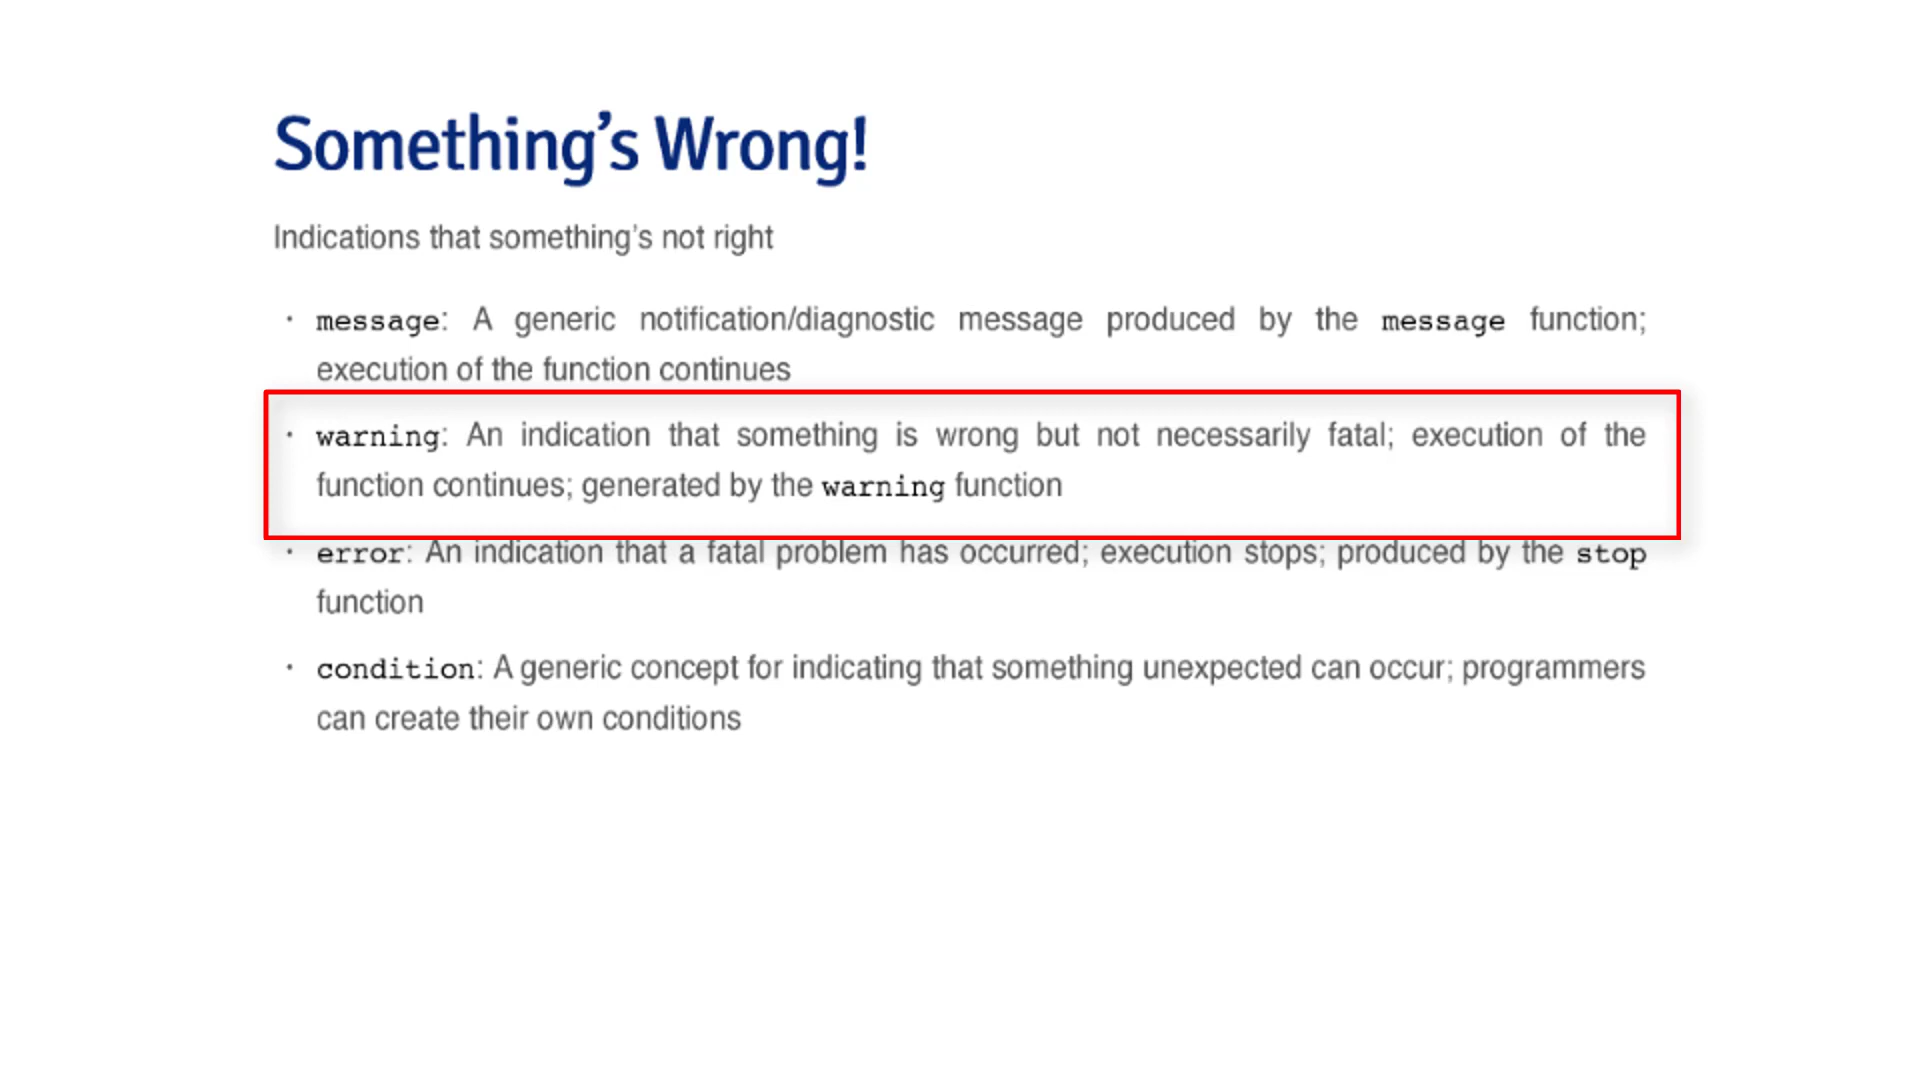 Something’s Wrong!
Indications that something’s not right
· message: A generic notification/diagnostic message produced by the message function;
execution of the function continues
· warning: An indication that something is wrong but not necessarily fatal; execution of the
function continues; generated by the warning function
· error: An indication that a fatal problem has occurred; execution stops; produced by the stop
function
· condition: A generic concept for indicating that something unexpected can occur; programmers
can create their own conditions